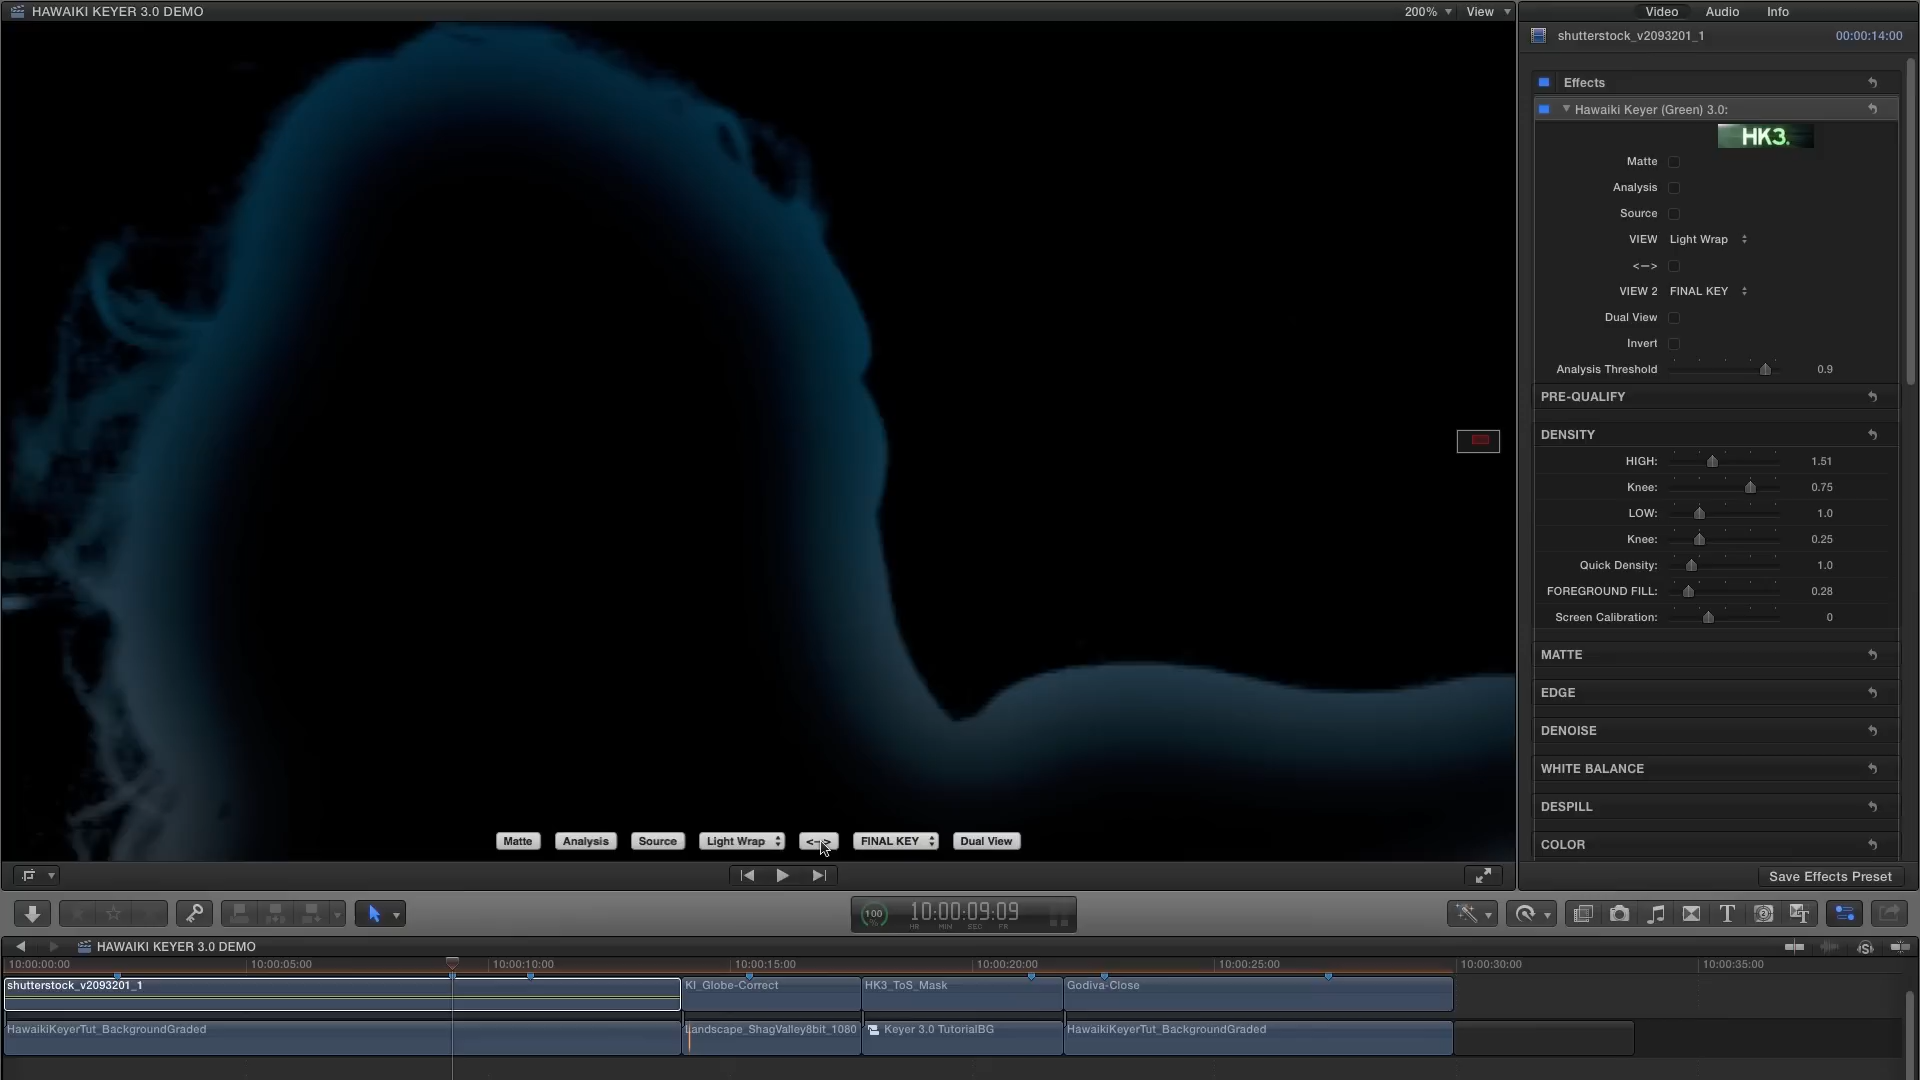 HAWAIKI KEYER 3.0 DEMO
200%
View
Video
Audio
Info
shutterstock_v2093201_1
00:00:14:00
Effects
Hawaiki Keyer (Green) 3.0:
HK3.
Matte
Analysis
Source
VIEW Light Wrap
<–>
VIEW 2 FINAL KEY
Dual View
Invert
Analysis Threshold 0.9
PRE-QUALIFY
DENSITY
HIGH: 1.51
Knee: 0.75
LOW: 1.0
Knee: 0.25
Quick Density: 1.0
FOREGROUND FILL: 0.28
Screen Calibration: 0
MATTE
EDGE
DENOISE
WHITE BALANCE
DESPILL
COLOR
Save Effects Preset
Matte Analysis Source Light Wrap <–> FINAL KEY Dual View
100
%
10:00:09:09
HR MIN SEC FR
HAWAIKI KEYER 3.0 DEMO
10:00:00:00 10:00:05:00 10:00:10:00 10:00:15:00 10:00:20:00 10:00:25:00 10:00:30:00 10:00:35:00
shutterstock_v2093201_1 KI_Globe-Correct HK3_ToS_Mask Godiva-Close
HawaikiKeyerTut_BackgroundGraded Landscape_ShagValley8bit_1080 Keyer 3.0 TutorialBG HawaikiKeyerTut_BackgroundGraded